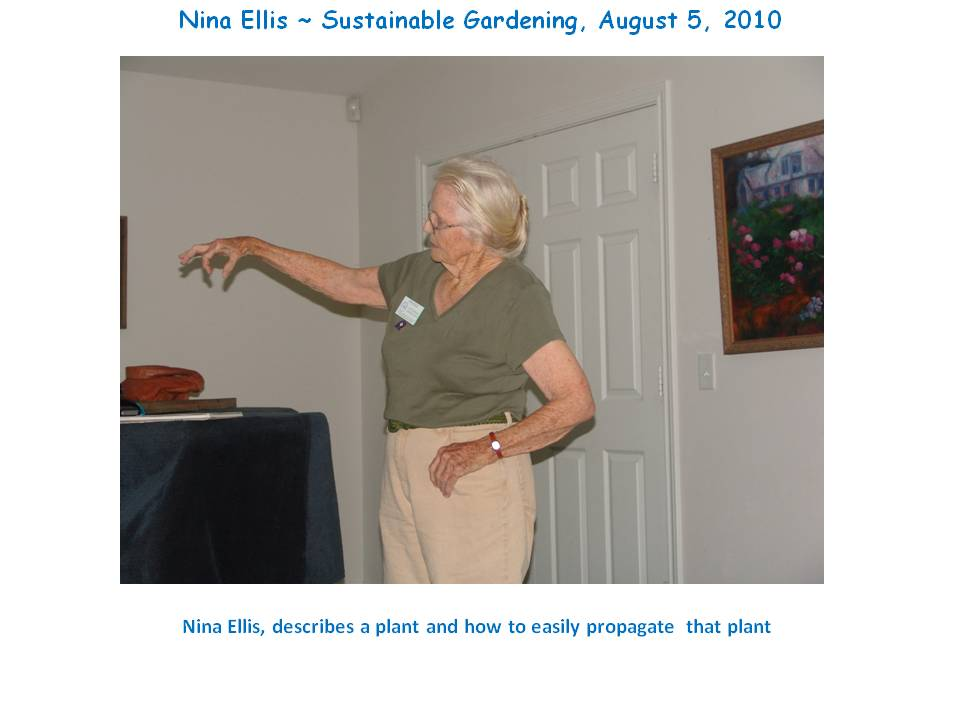 Nina Ellis ~ Sustainable Gardening, August 5, 2010
Nina Ellis, describes a plant and how to easily propagate that plant